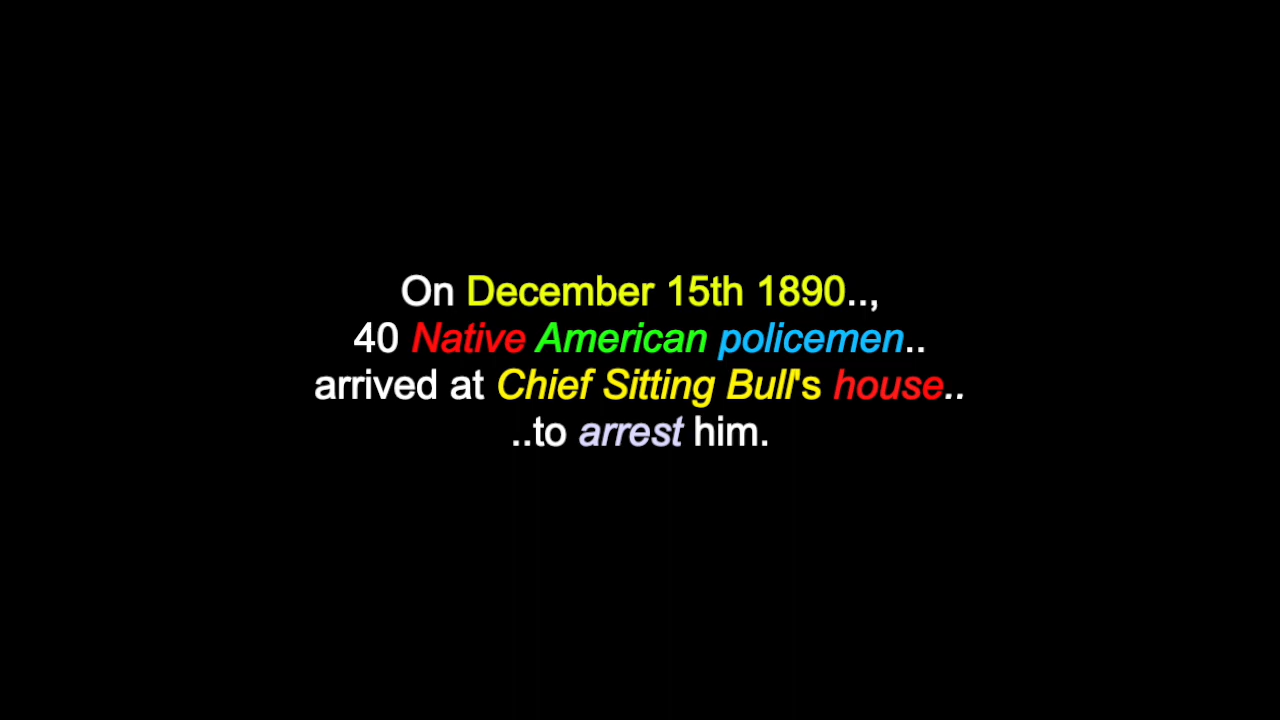 On December 15th 1890..,
40 Native American policemen..
arrived at Chief Sitting Bull's house..
..to arrest him.